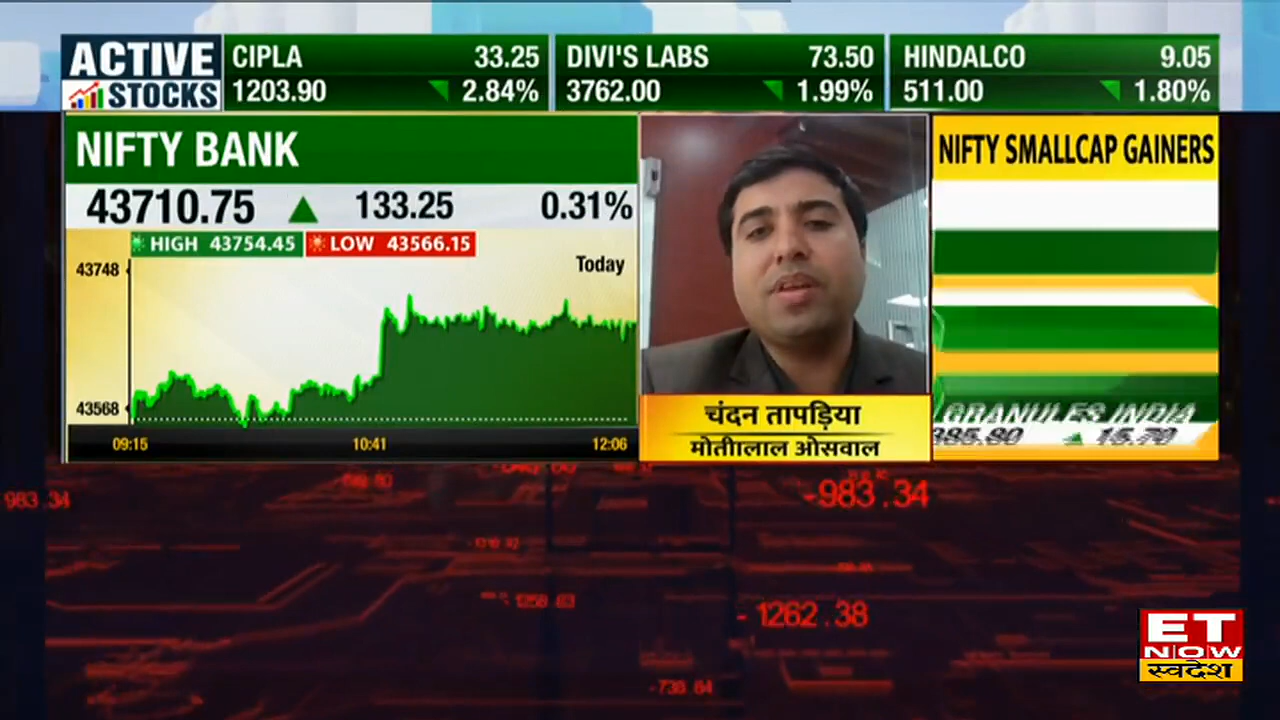 ACTIVE STOCKS
CIPLA 33.25
1203.90 2.84%
DIVI'S LABS 73.50
3762.00 1.99%
HINDALCO 9.05
511.00 1.80%
NIFTY BANK
43710.75 133.25 0.31%
HIGH 43754.45 LOW 43566.15
Today
43748
43568
09:15 10:41 12:06
चंदन तापड़िया
मोतीालाल ओसवाल
NIFTY SMALLCAP GAINERS
GRANULES INDIA
15.70
983.34
-983.34
-1262.38
ET
NOW
स्वदेश